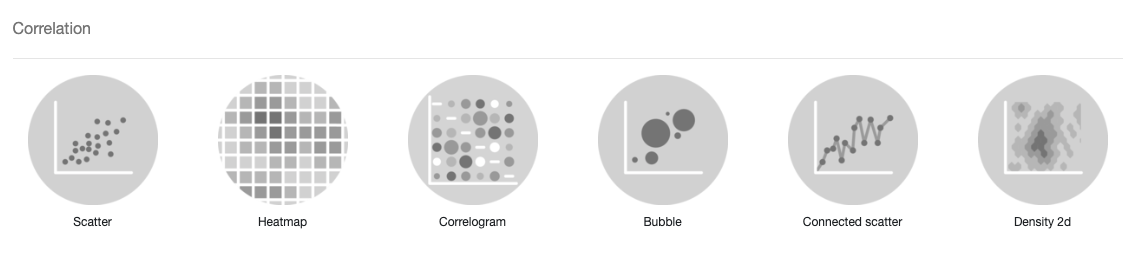 Correlation
Scatter
Heatmap
Correlogram
Bubble
Connected scatter
Density 2d